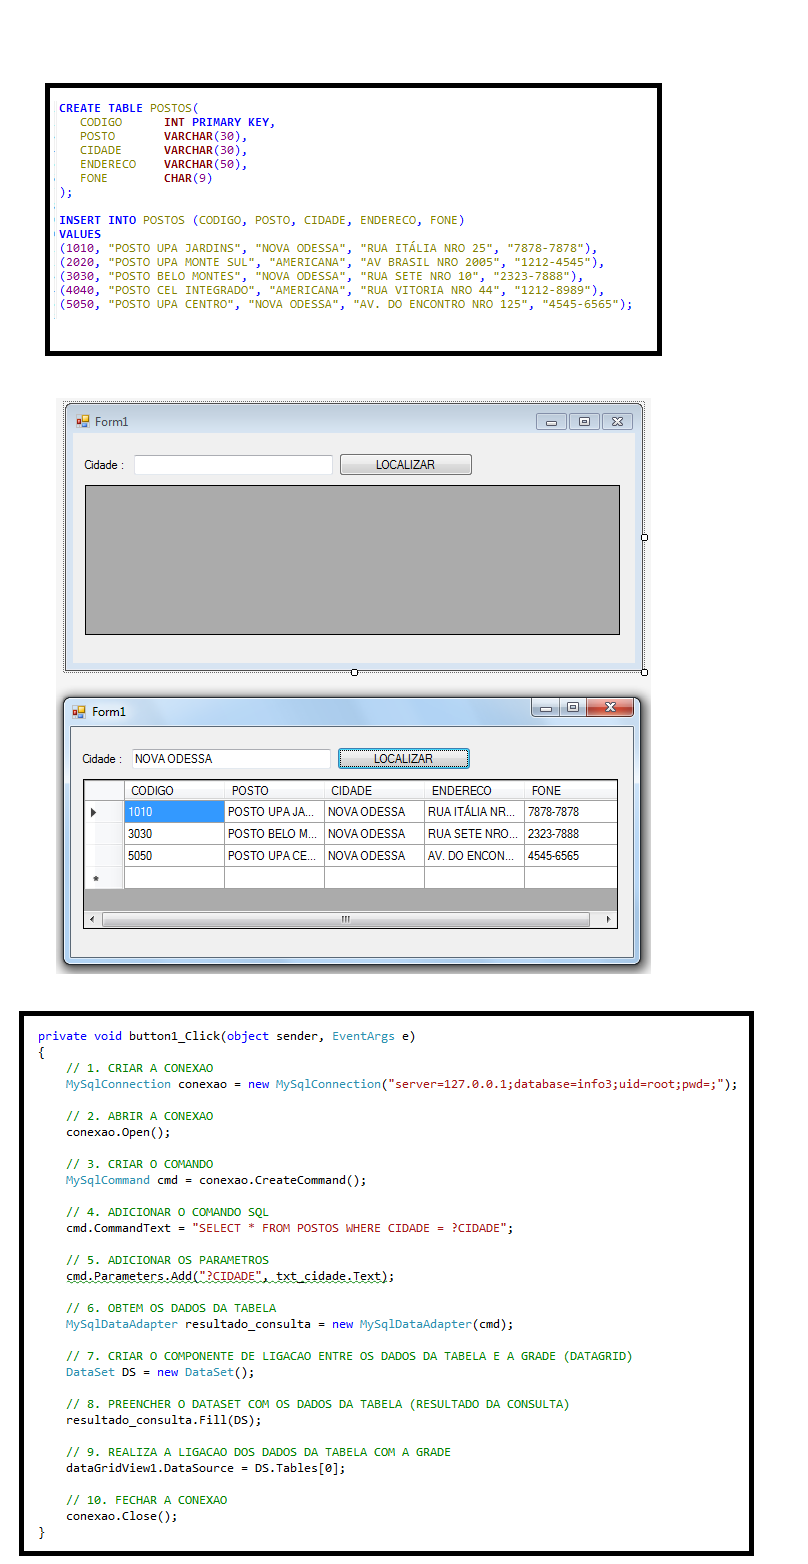 CREATE TABLE POSTOS(
CODIGO INT PRIMARY KEY,
POSTO VARCHAR(30),
CIDADE VARCHAR(30),
ENDERECO VARCHAR(50),
FONE CHAR(9)
);
INSERT INTO POSTOS (CODIGO, POSTO, CIDADE, ENDERECO, FONE)
VALUES
(1010, "POSTO UPA JARDINS", "NOVA ODESSA", "RUA ITÁLIA NRO 25", "7878-7878"),
(2020, "POSTO UPA MONTE SUL", "AMERICANA", "AV BRASIL NRO 2005", "1212-4545"),
(3030, "POSTO BELO MONTES", "NOVA ODESSA", "RUA SETE NRO 10", "2323-7888"),
(4040, "POSTO CEL INTEGRADO", "AMERICANA", "RUA VITORIA NRO 44", "1212-8989"),
(5050, "POSTO UPA CENTRO", "NOVA ODESSA", "AV. DO ENCONTRO NRO 125", "4545-6565");
Form1
Cidade : LOCALIZAR
Form1
Cidade : NOVA ODESSA LOCALIZAR
CODIGO POSTO CIDADE ENDERECO FONE
1010 POSTO UPA JA... NOVA ODESSA RUA ITÁLIA NR... 7878-7878
3030 POSTO BELO M... NOVA ODESSA RUA SETE NRO... 2323-7888
5050 POSTO UPA CE... NOVA ODESSA AV. DO ENCON... 4545-6565
private void button1_Click(object sender, EventArgs e)
{
// 1. CRIAR A CONEXAO
MySqlConnection conexao = new MySqlConnection("server=127.0.0.1;database=info3;uid=root;pwd=;");
// 2. ABRIR A CONEXAO
conexao.Open();
// 3. CRIAR O COMANDO
MySqlCommand cmd = conexao.CreateCommand();
// 4. ADICIONAR O COMANDO SQL
cmd.CommandText = "SELECT * FROM POSTOS WHERE CIDADE = ?CIDADE";
// 5. ADICIONAR OS PARAMETROS
cmd.Parameters.Add("?CIDADE", txt_cidade.Text);
// 6. OBTEM OS DADOS DA TABELA
MySqlDataAdapter resultado_consulta = new MySqlDataAdapter(cmd);
// 7. CRIAR O COMPONENTE DE LIGACAO ENTRE OS DADOS DA TABELA E A GRADE (DATAGRID)
DataSet DS = new DataSet();
// 8. PREENCHER O DATASET COM OS DADOS DA TABELA (RESULTADO DA CONSULTA)
resultado_consulta.Fill(DS);
// 9. REALIZA A LIGACAO DOS DADOS DA TABELA COM A GRADE
dataGridView1.DataSource = DS.Tables[0];
// 10. FECHAR A CONEXAO
conexao.Close();
}